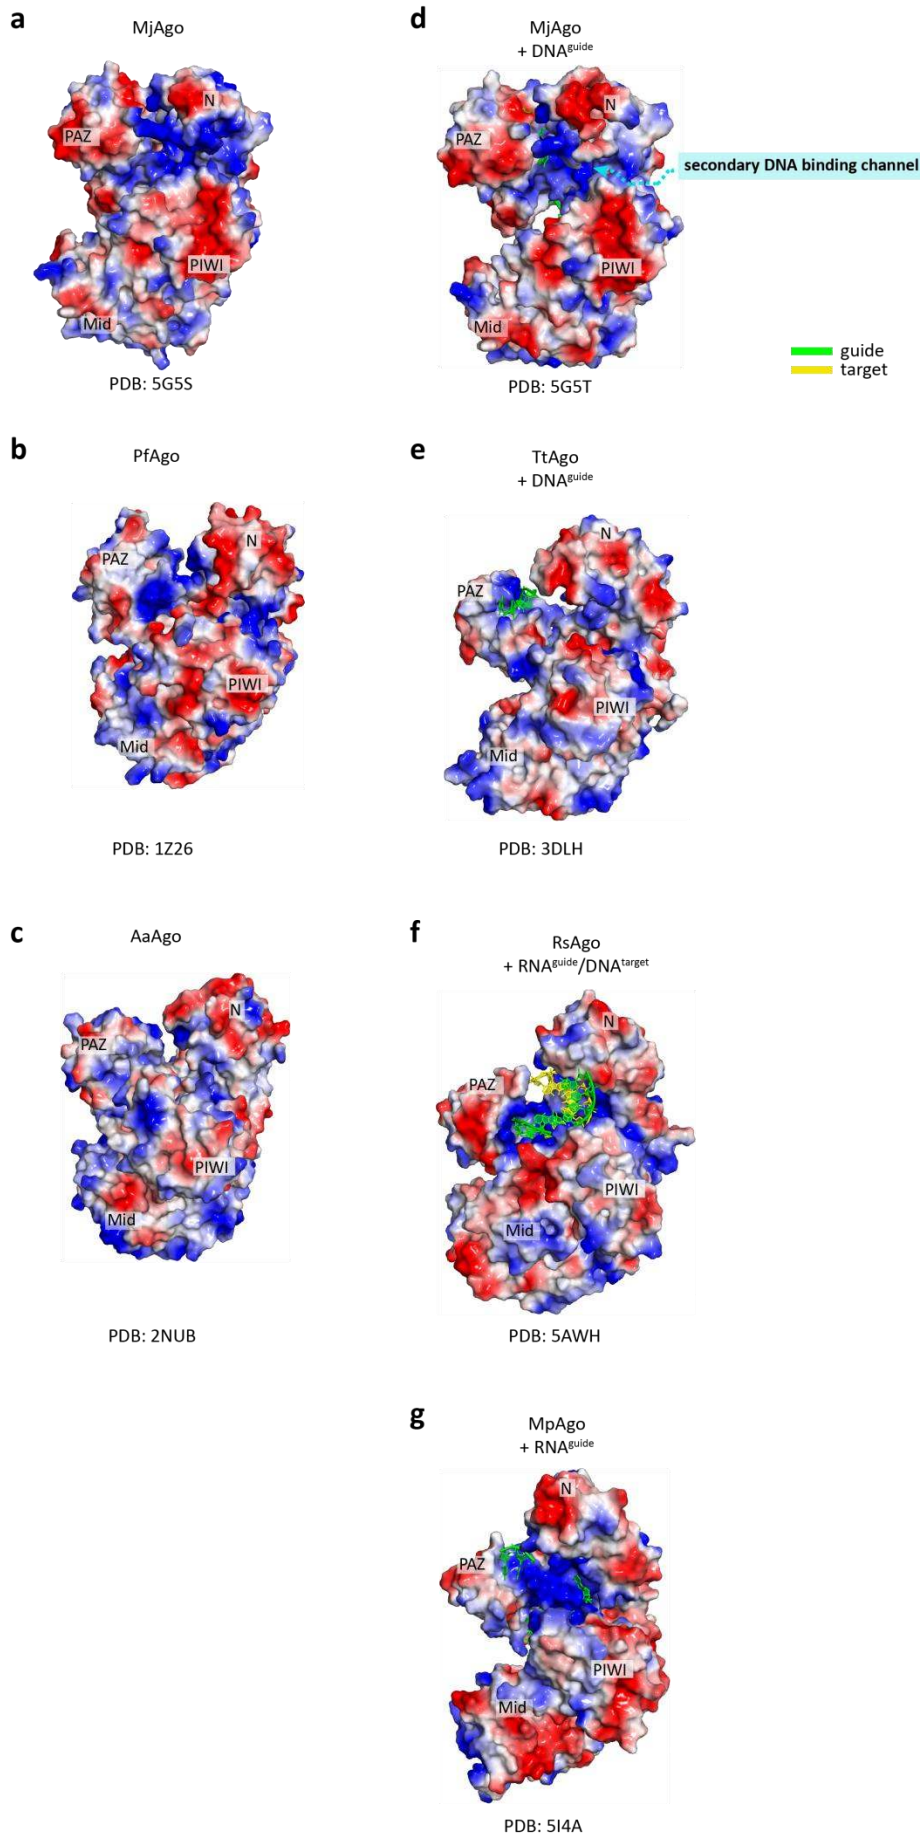 a
MjAgo
PAZ
N
PIWI
Mid
PDB: 5G5S
d
MjAgo
+ DNAguide
PAZ
N
secondary DNA binding channel
PIWI
Mid
PDB: 5G5T
guide
target
b
PfAgo
PAZ
N
PIWI
Mid
PDB: 1Z26
e
TtAgo
+ DNAguide
N
PAZ
PIWI
Mid
PDB: 3DLH
c
AaAgo
N
PAZ
PIWI
Mid
PDB: 2NUB
f
RsAgo
+ RNAguide/DNAtarget
N
PAZ
PIWI
Mid
PDB: 5AWH
g
MpAgo
+ RNAguide
N
PAZ
PIWI
Mid
PDB: 5I4A